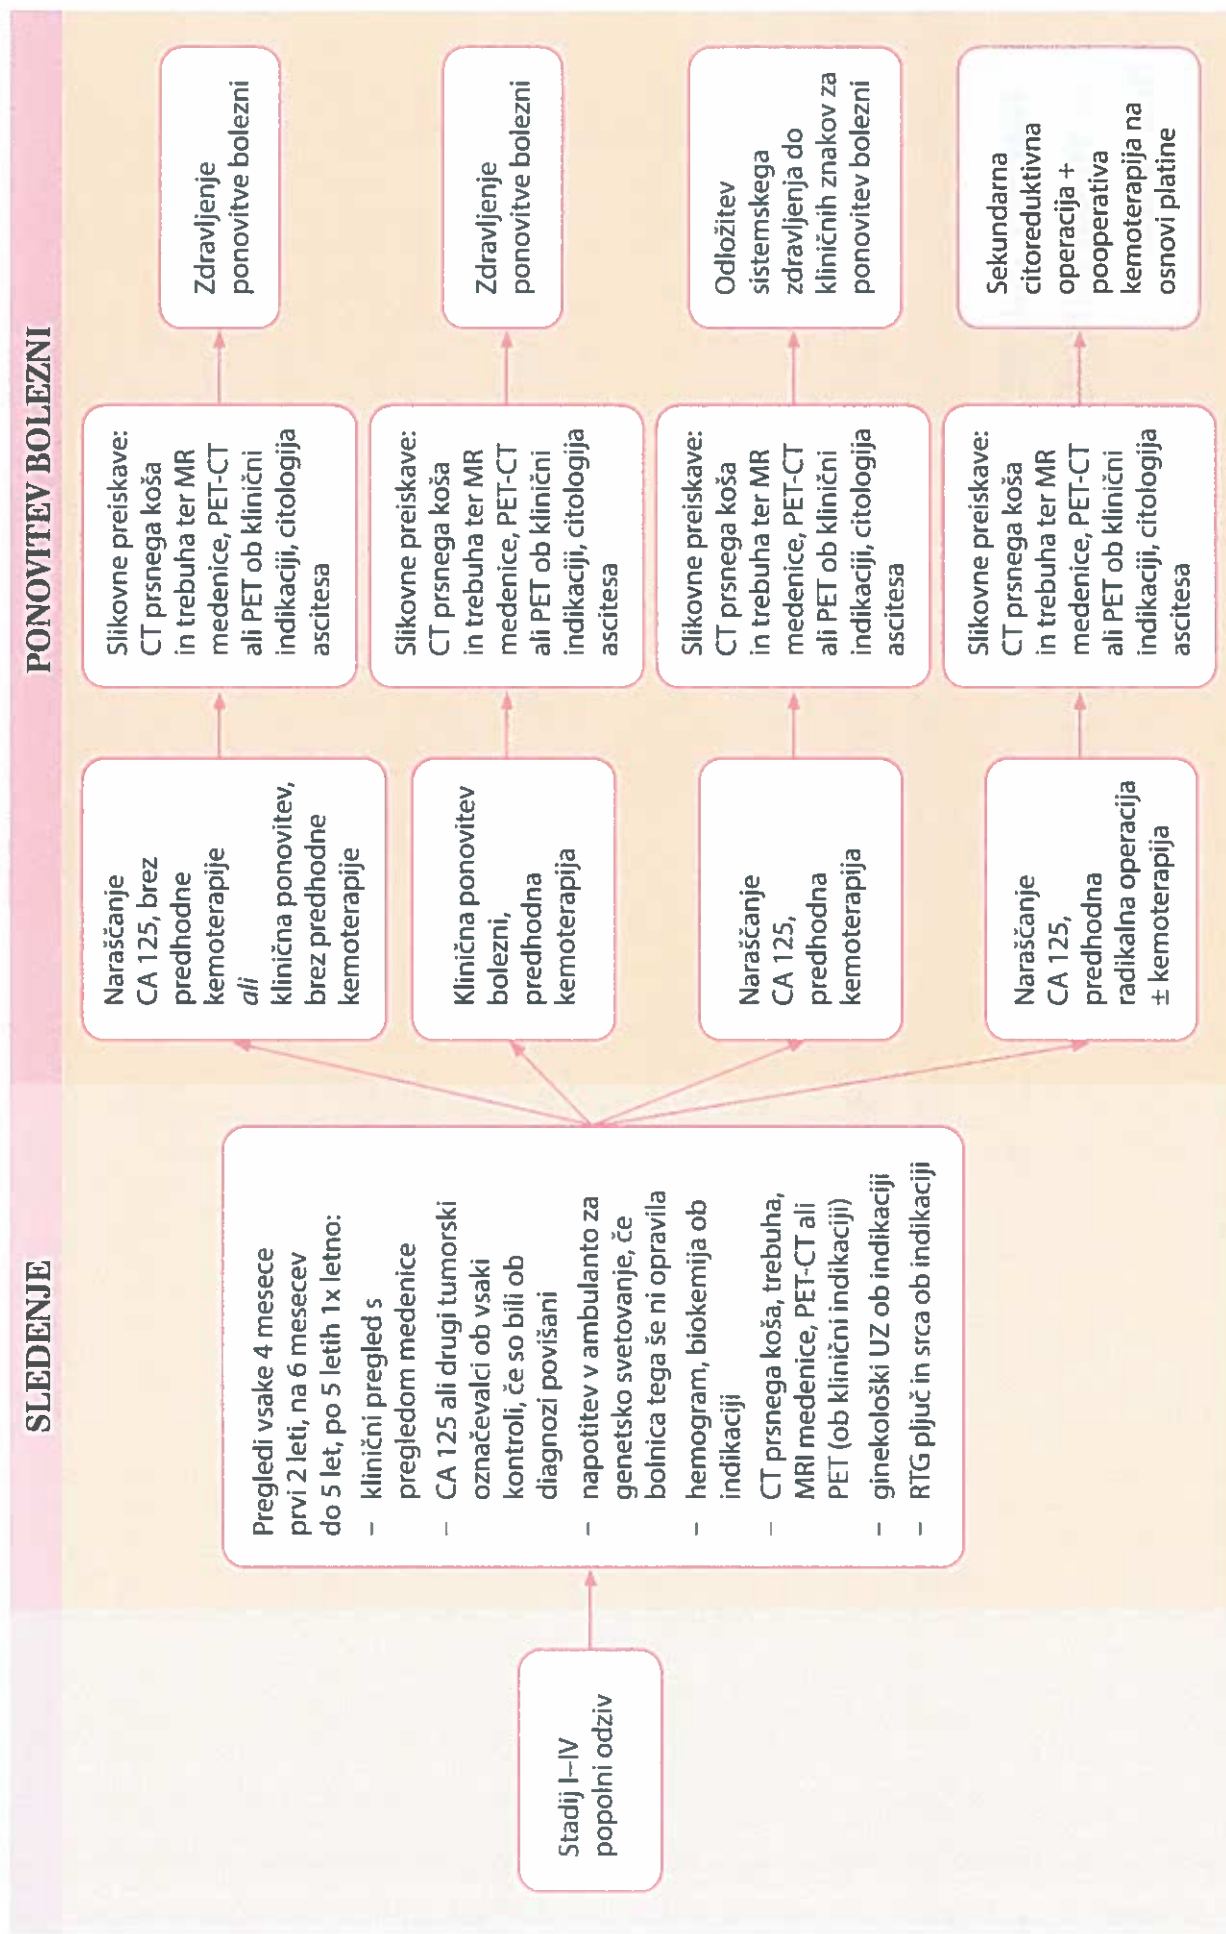 SLEDENJE
PONOVITEV BOLEZNI
Stadij I–IV
popolni odziv
Pregledi vsake 4 mesece
prvi 2 leti, na 6 mesecev
do 5 let, po 5 letih 1x letno:
– klinični pregled s
pregledom medenice
– CA 125 ali drugi tumorski
označevalci ob vsaki
kontroli, če so bili ob
diagnozi povišani
– napotitev v ambulanto za
genetsko svetovanje, če
bolnica tega še ni opravila
– hemogram, biokemija ob
indikaciji
– CT prsnega koša, trebuha,
MRI medenice, PET-CT ali
PET (ob klinični indikaciji)
– ginekološki UZ ob indikaciji
– RTG pljuč in srca ob indikaciji
Naraščanje
CA 125, brez
predhodne
kemoterapije
ali
klinična ponovitev,
brez predhodne
kemoterapije
Slikovne preiskave:
CT prsnega koša
in trebuha ter MR
medenice, PET-CT
ali PET ob klinični
indikaciji, citologija
ascitesa
Zdravljenje
ponovitve bolezni
Klinična ponovitev
bolezni,
predhodna
kemoterapija
Slikovne preiskave:
CT prsnega koša
in trebuha ter MR
medenice, PET-CT
ali PET ob klinični
indikaciji, citologija
ascitesa
Zdravljenje
ponovitve bolezni
Naraščanje
CA 125,
predhodna
kemoterapija
Slikovne preiskave:
CT prsnega koša
in trebuha ter MR
medenice, PET-CT
ali PET ob klinični
indikaciji, citologija
ascitesa
Odložitev
sistemskega
zdravljenja do
kliničnih znakov za
ponovitev bolezni
Naraščanje
CA 125,
predhodna
radikalna operacija
± kemoterapija
Slikovne preiskave:
CT prsnega koša
in trebuha ter MR
medenice, PET-CT
ali PET ob klinični
indikaciji, citologija
ascitesa
Sekundarna
citoreduktivna
operacija +
pooperativa
kemoterapija na
osnovi platine